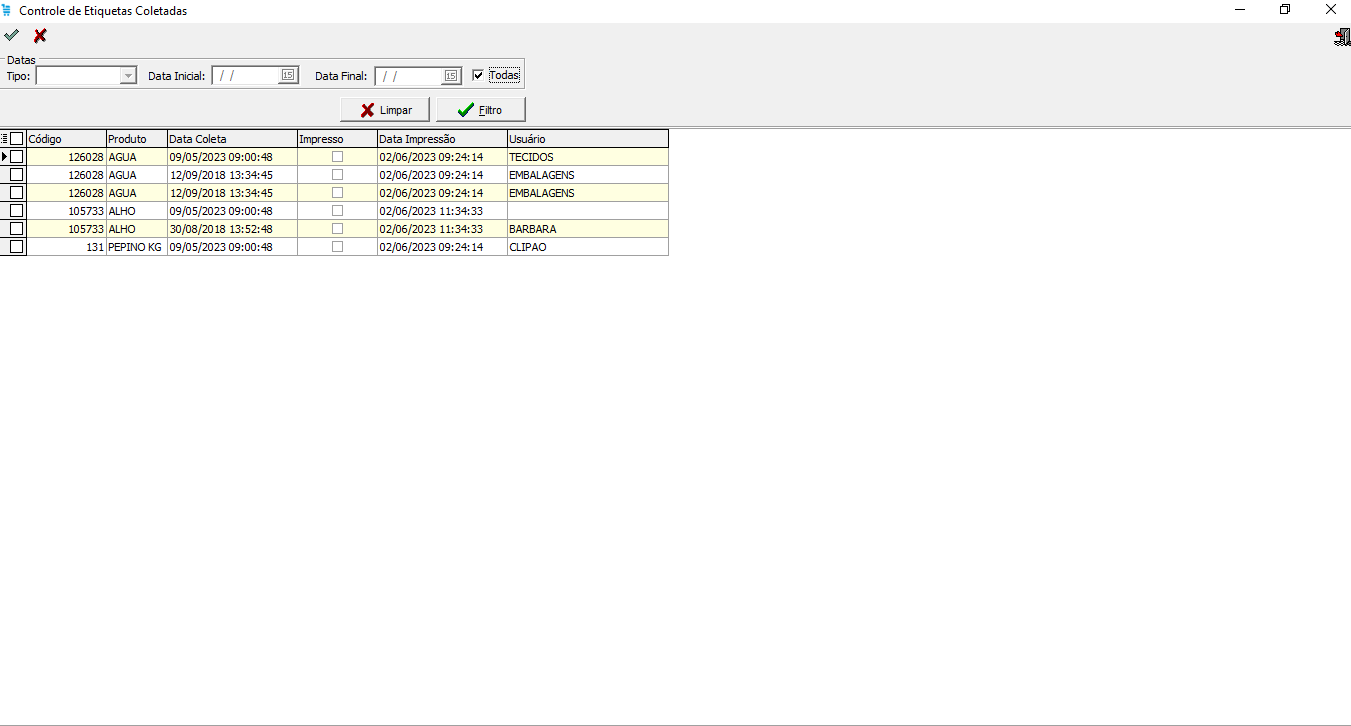 Controle de Etiquetas Coletadas
Datas
Tipo: Data Inicial: / / 15 Data Final: / / 15 Todas
Limpar Filtro
Código Produto Data Coleta Impresso Data Impressão Usuário
126028 AGUA 09/05/2023 09:00:48 02/06/2023 09:24:14 TECIDOS
126028 AGUA 12/09/2018 13:34:45 02/06/2023 09:24:14 EMBALAGENS
126028 AGUA 12/09/2018 13:34:45 02/06/2023 09:24:14 EMBALAGENS
105733 ALHO 09/05/2023 09:00:48 02/06/2023 11:34:33
105733 ALHO 30/08/2018 13:52:48 02/06/2023 11:34:33 BARBARA
131 PEPINO KG 09/05/2023 09:00:48 02/06/2023 09:24:14 CLIPAO